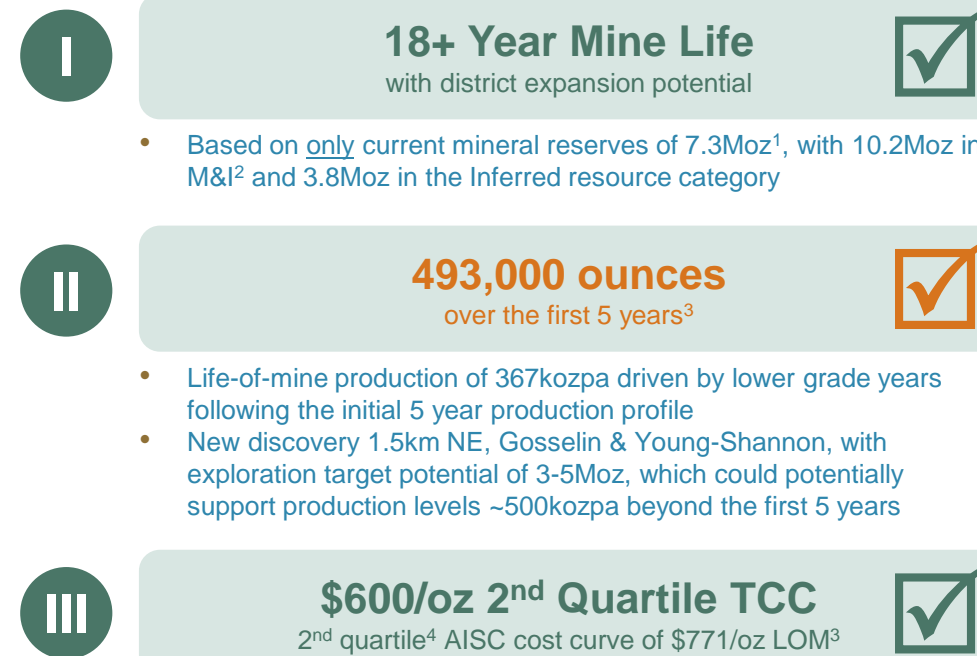 I
18+ Year Mine Life
with district expansion potential
• Based on only current mineral reserves of 7.3Moz¹, with 10.2Moz in
M&I² and 3.8Moz in the Inferred resource category
II
493,000 ounces
over the first 5 years³
• Life-of-mine production of 367kozpa driven by lower grade years
following the initial 5 year production profile
• New discovery 1.5km NE, Gosselin & Young-Shannon, with
exploration target potential of 3-5Moz, which could potentially
support production levels ~500kozpa beyond the first 5 years
III
$600/oz 2nd Quartile TCC
2nd quartile⁴ AISC cost curve of $771/oz LOM³